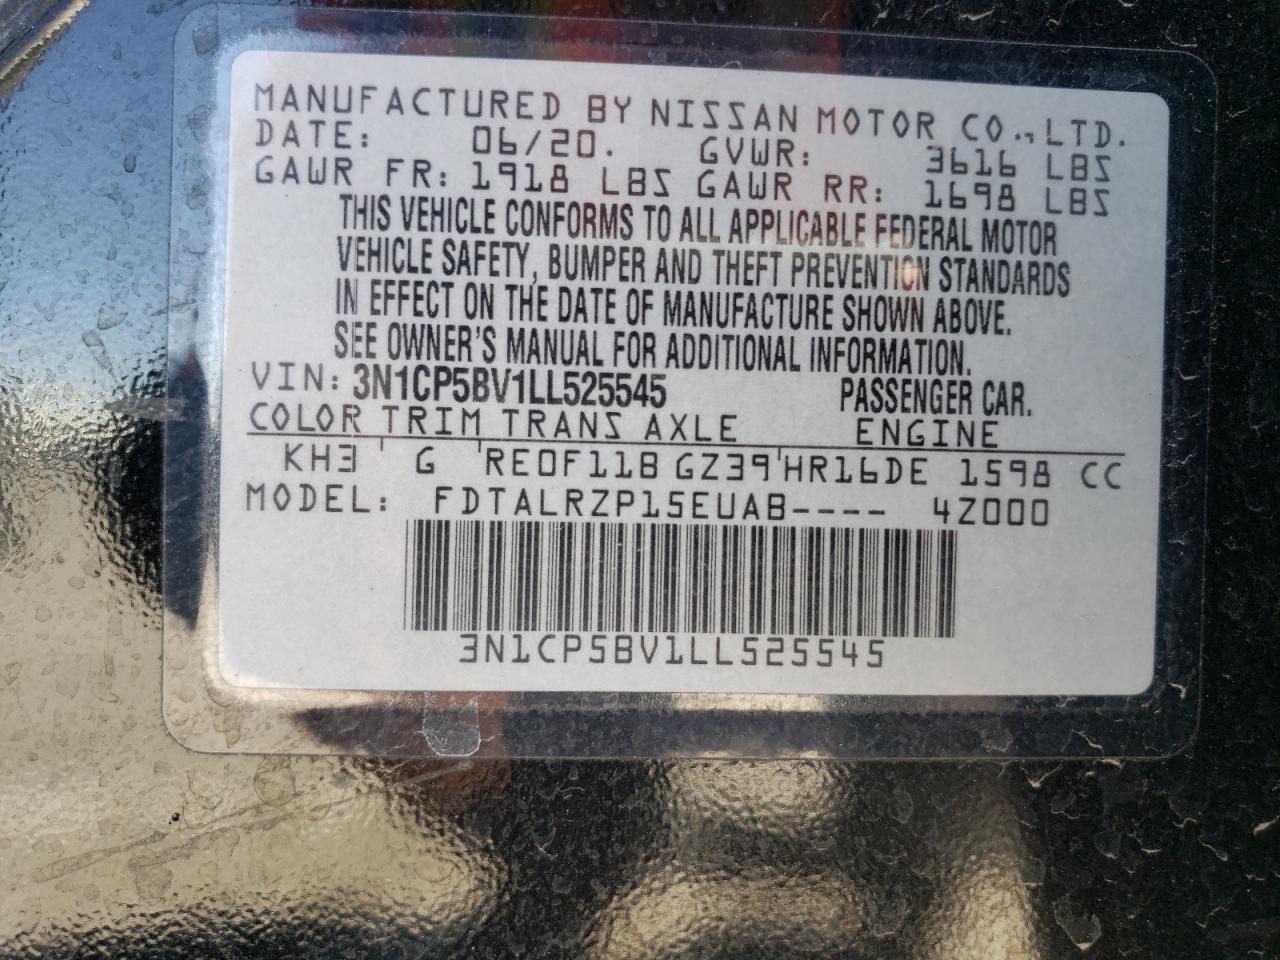 MANUFACTURED BY NISSAN MOTOR CO., LTD.
DATE: 06/20. GVWR: 3616 LBS
GAWR FR: 1918 LBS GAWR RR: 1698 LBS
THIS VEHICLE CONFORMS TO ALL APPLICABLE FEDERAL MOTOR
VEHICLE SAFETY, BUMPER AND THEFT PREVENTION STANDARDS
IN EFFECT ON THE DATE OF MANUFACTURE SHOWN ABOVE.
SEE OWNER'S MANUAL FOR ADDITIONAL INFORMATION.
VIN: 3N1CP5BV1LL525545 PASSENGER CAR.
COLOR TRIM TRANS AXLE ENGINE
KH3 G RE0F11B GZ39 HR16DE 1598 CC
MODEL: FDTALRZP15EUAB---- 4Z000
3N1CP5BV1LL525545